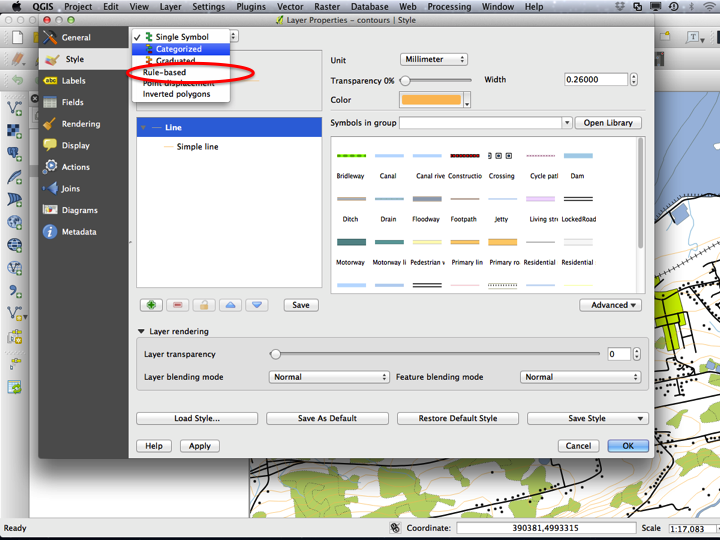 QGIS File Edit View Layer Settings Plugins Vector Raster Database Web Processing Window Help
Layer Properties – contours | Style
General
Style
Labels
Fields
Rendering
Display
Actions
Joins
Diagrams
Metadata
✓ Single Symbol
Categorized
Graduated
Rule-based
Point displacement
Inverted polygons
Unit Millimeter
Transparency 0% Width 0.26000
Color
Symbols in group Open Library
Line
Simple line
Bridleway Canal Canal rive Constructio Crossing Cycle patl Dam
Ditch Drain Floodway Footpath Jetty Living stre LockedRoad
Motorway Motorway li Pedestrian v Primary lin Primary ro Residential Residential
Save
Advanced
Layer rendering
Layer transparency 0
Layer blending mode Normal Feature blending mode Normal
Load Style... Save As Default Restore Default Style Save Style
Help Apply Cancel OK
Ready Coordinate: 390381,4993315 Scale 1:17,083